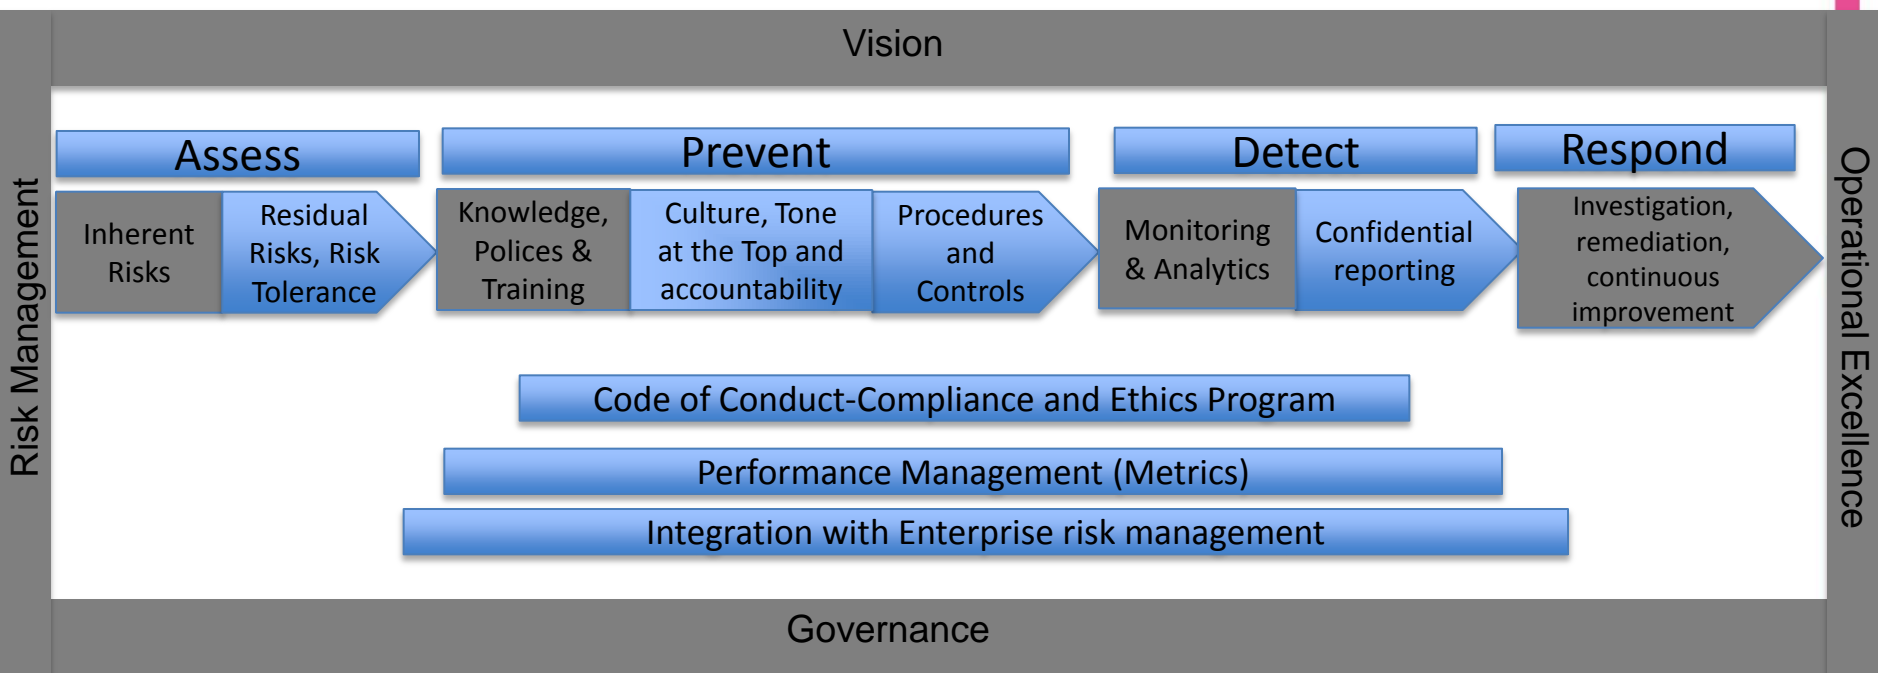 Vision
Risk Management
Assess
Prevent
Detect
Respond
Inherent
Risks
Residual
Risks, Risk
Tolerance
Knowledge,
Polices &
Training
Culture, Tone
at the Top and
accountability
Procedures
and
Controls
Monitoring
& Analytics
Confidential
reporting
Investigation,
remediation,
continuous
improvement
Operational Excellence
Code of Conduct-Compliance and Ethics Program
Performance Management (Metrics)
Integration with Enterprise risk management
Governance